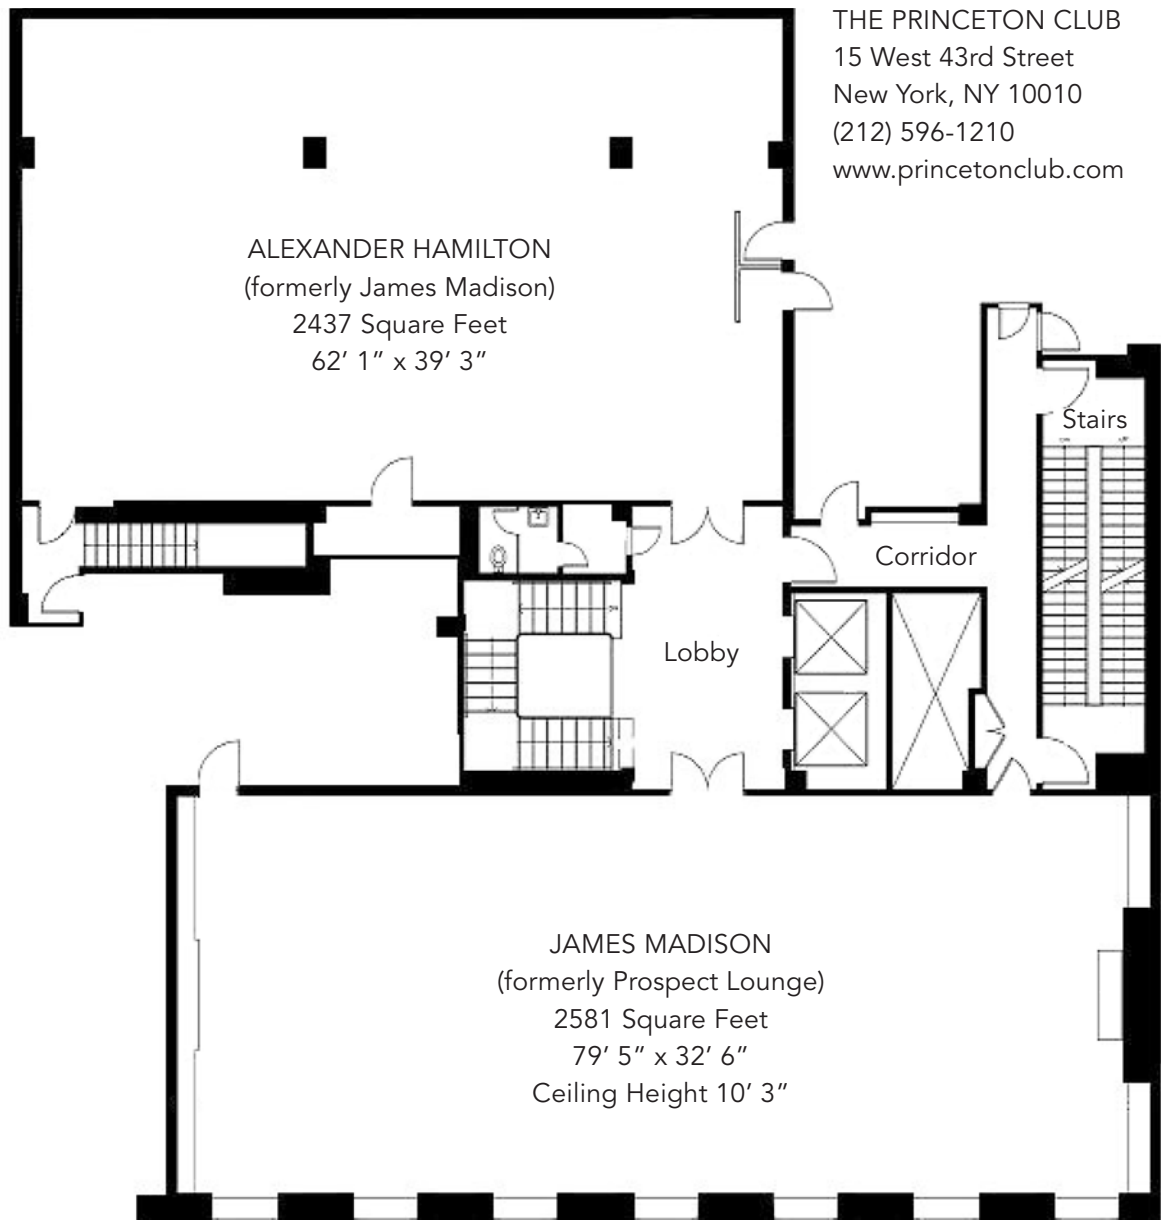 THE PRINCETON CLUB
15 West 43rd Street
New York, NY 10010
(212) 596-1210
www.princetonclub.com
ALEXANDER HAMILTON
(formerly James Madison)
2437 Square Feet
62’ 1” x 39’ 3”
Stairs
Corridor
Lobby
JAMES MADISON
(formerly Prospect Lounge)
2581 Square Feet
79’ 5” x 32’ 6”
Ceiling Height 10’ 3”